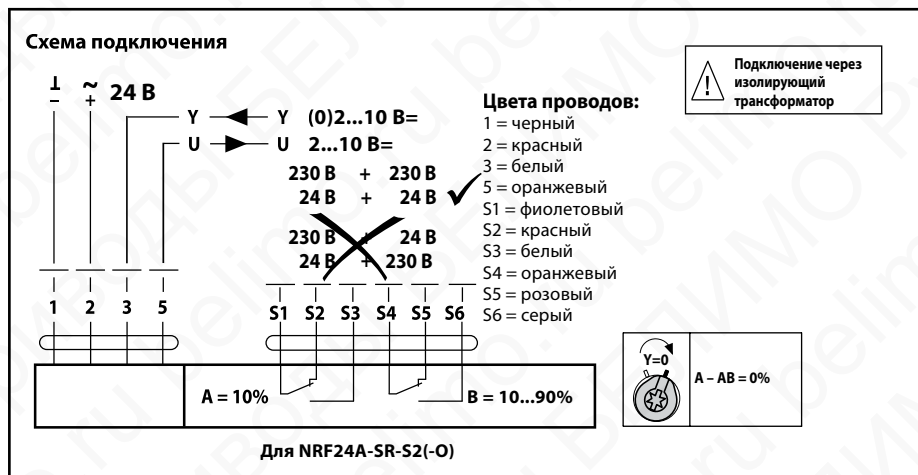 Схема подключения
Подключение через
изолирующий
трансформатор
⊥ ~ 24 В
– +
Y Y (0)2...10 В=
U U 2...10 В=
230 В + 230 В
24 В + 24 В
230 В + 24 В
24 В + 230 В
Цвета проводов:
1 = черный
2 = красный
3 = белый
5 = оранжевый
S1 = фиолетовый
S2 = красный
S3 = белый
S4 = оранжевый
S5 = розовый
S6 = серый
1 2 3 5 S1 S2 S3 S4 S5 S6
A = 10% B = 10...90%
Y=0
A – AB = 0%
Для NRF24A-SR-S2(-O)